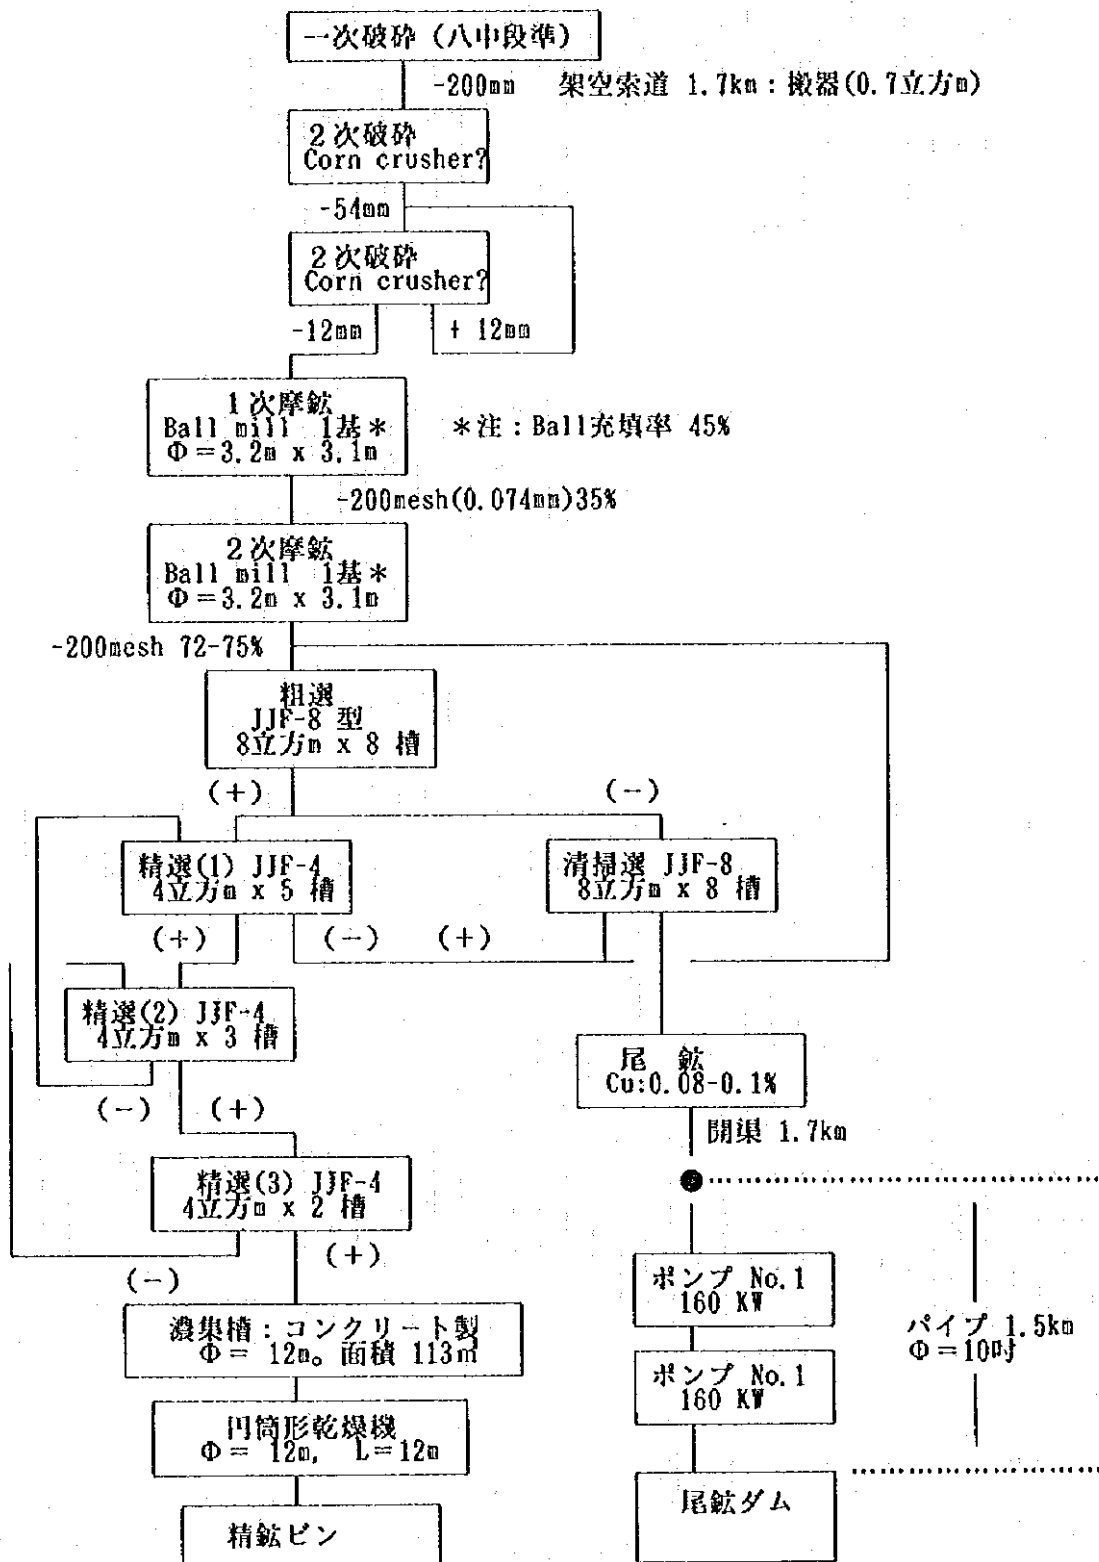 一次破砕 (八中段準)
-200mm 架空索道 1.7km : 搬器(0.7立方m)
2次破砕
Corn crusher?
-54mm
2次破砕
Corn crusher?
-12mm + 12mm
1次摩鉱
Ball mill 1基*
Φ=3.2m x 3.1m
*注 : Ball充填率 45%
-200mesh(0.074mm)35%
2次摩鉱
Ball mill 1基*
Φ=3.2m x 3.1m
-200mesh 72-75%
粗選
JJF-8 型
8立方m x 8 槽
(+) (-)
精選(1) JJF-4
4立方m x 5 槽
清掃選 JJF-8
8立方m x 8 槽
(+) (-) (+)
精選(2) JJF-4
4立方m x 3 槽
尾 鉱
Cu:0.08-0.1%
(-) (+)
開渠 1.7km
精選(3) JJF-4
4立方m x 2 槽
(+)
(-)
ポンプ No.1
160 KW
濃集槽 : コンクリート製
Φ= 12m。面積 113㎡
パイプ 1.5km
Φ=10吋
ポンプ No.1
160 KW
円筒形乾燥機
Φ= 12m, L=12m
尾鉱ダム
精鉱ビン